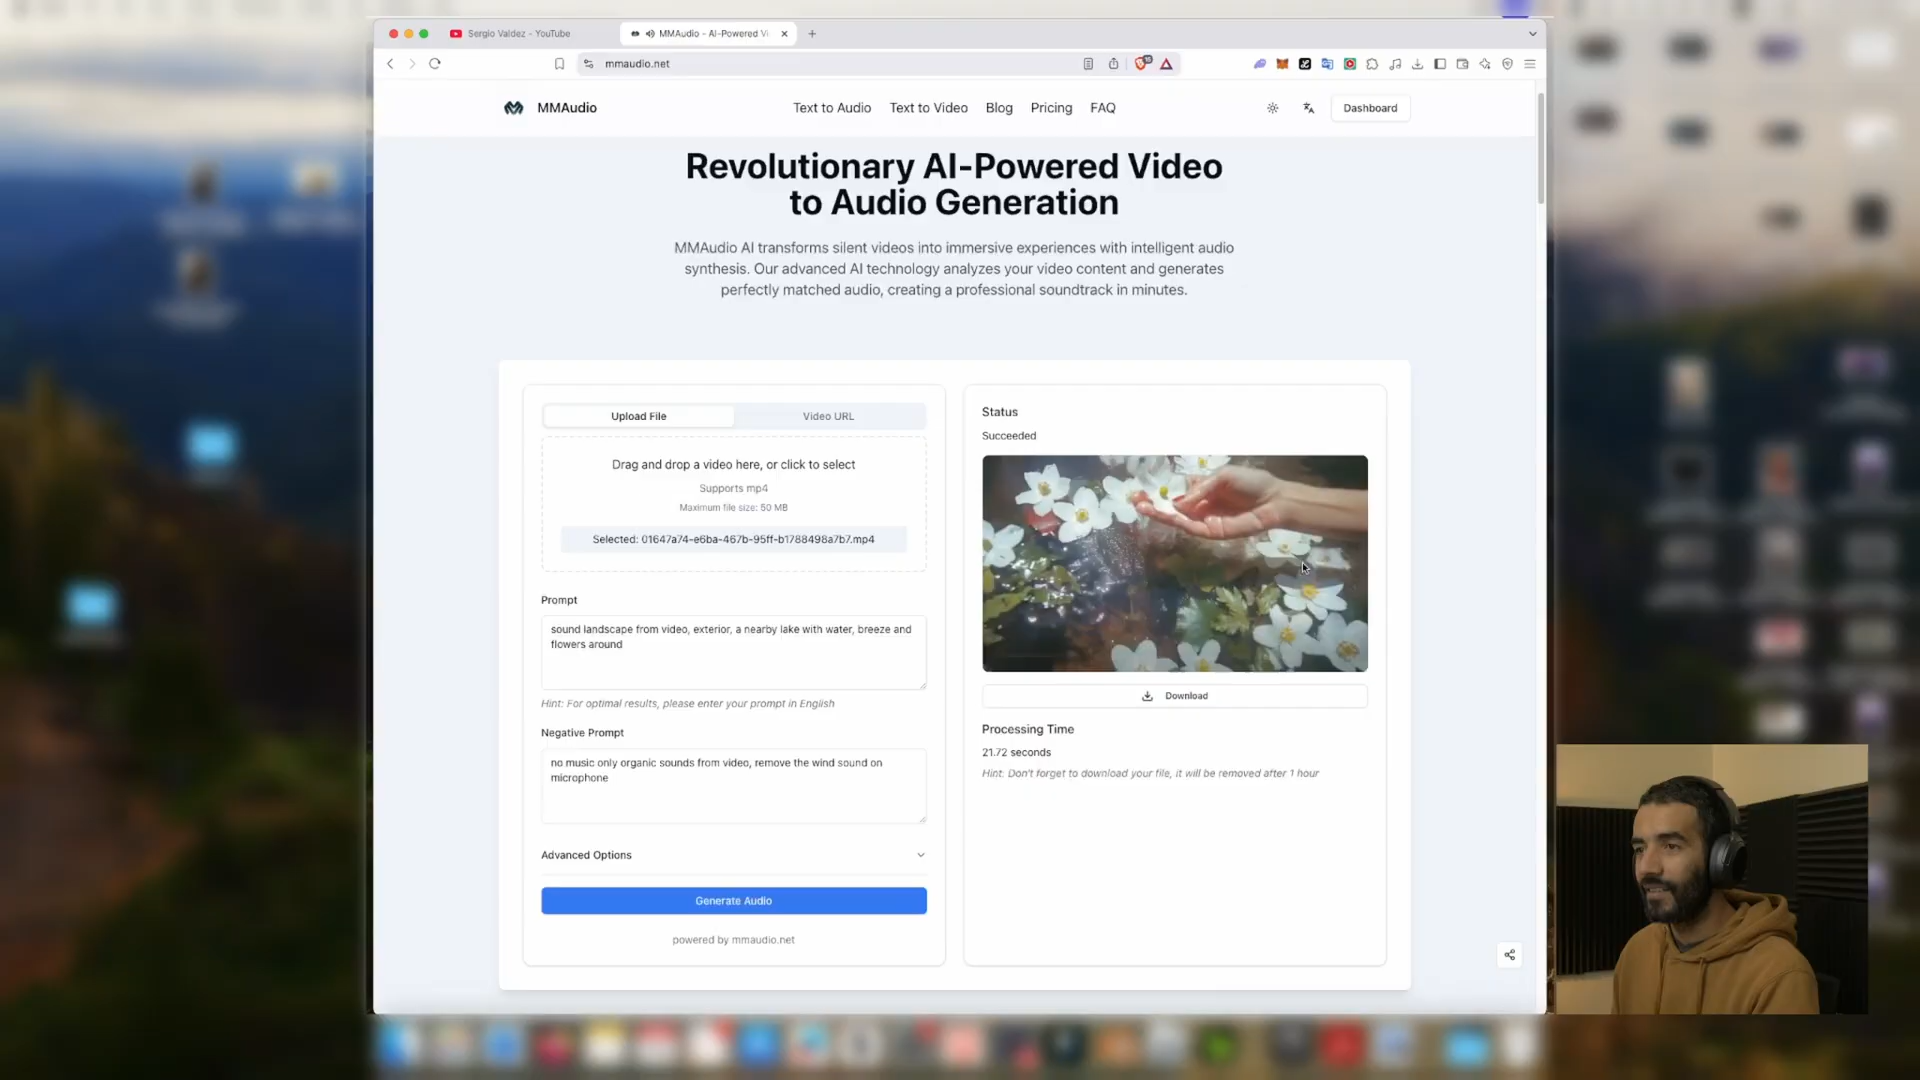 Sergio Valdez - YouTube
MMAudio - AI-Powered Vi
mmaudio.net
MMAudio
Text to Audio
Text to Video
Blog
Pricing
FAQ
Dashboard
Revolutionary AI-Powered Video
to Audio Generation
MMAudio AI transforms silent videos into immersive experiences with intelligent audio
synthesis. Our advanced AI technology analyzes your video content and generates
perfectly matched audio, creating a professional soundtrack in minutes.
Upload File
Video URL
Drag and drop a video here, or click to select
Supports mp4
Maximum file size: 50 MB
Selected: 01647a74-e6ba-467b-95ff-b1788498a7b7.mp4
Prompt
sound landscape from video, exterior, a nearby lake with water, breeze and
flowers around
Hint: For optimal results, please enter your prompt in English
Negative Prompt
no music only organic sounds from video, remove the wind sound on
microphone
Advanced Options
Generate Audio
powered by mmaudio.net
Status
Succeeded
Download
Processing Time
21.72 seconds
Hint: Don't forget to download your file, it will be removed after 1 hour